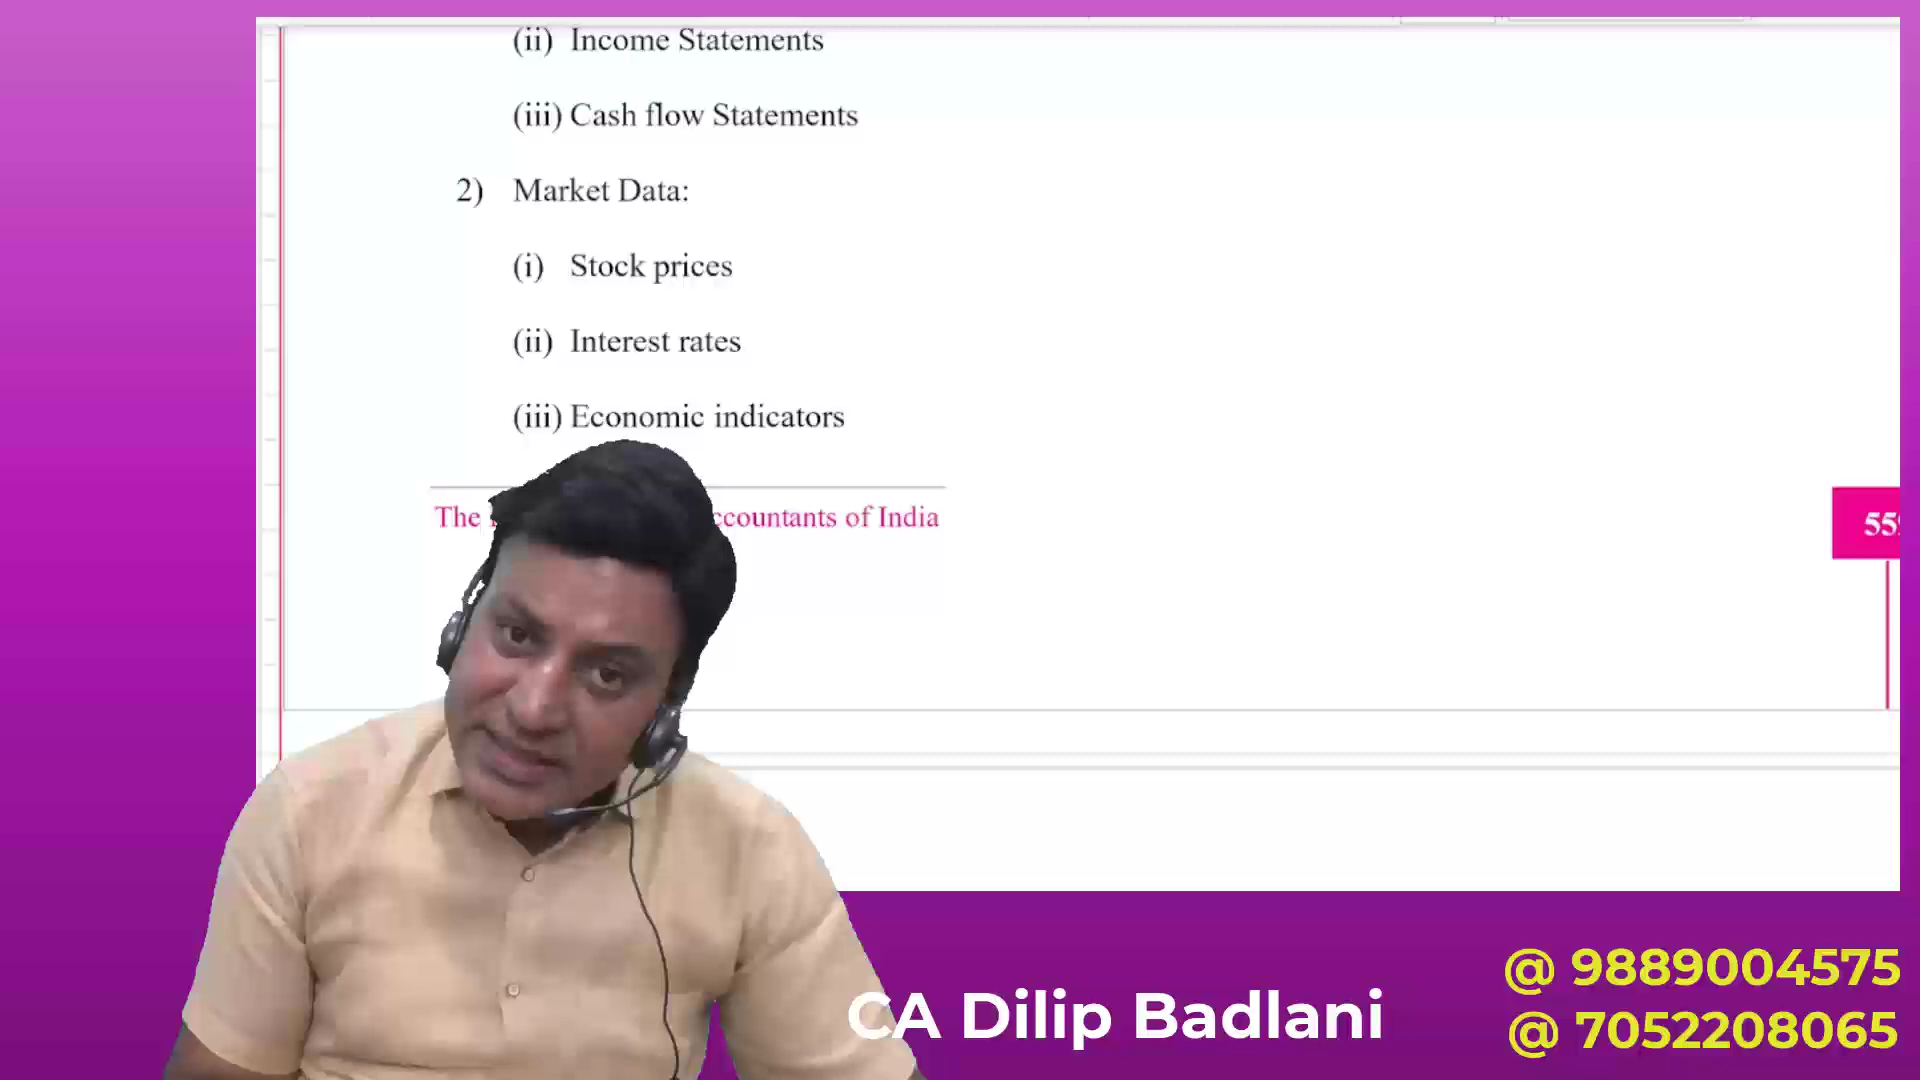 (ii) Income Statements
(iii) Cash flow Statements
2) Market Data:
(i) Stock prices
(ii) Interest rates
(iii) Economic indicators
The ccountants of India
55
CA Dilip Badlani
@ 9889004575
@ 7052208065